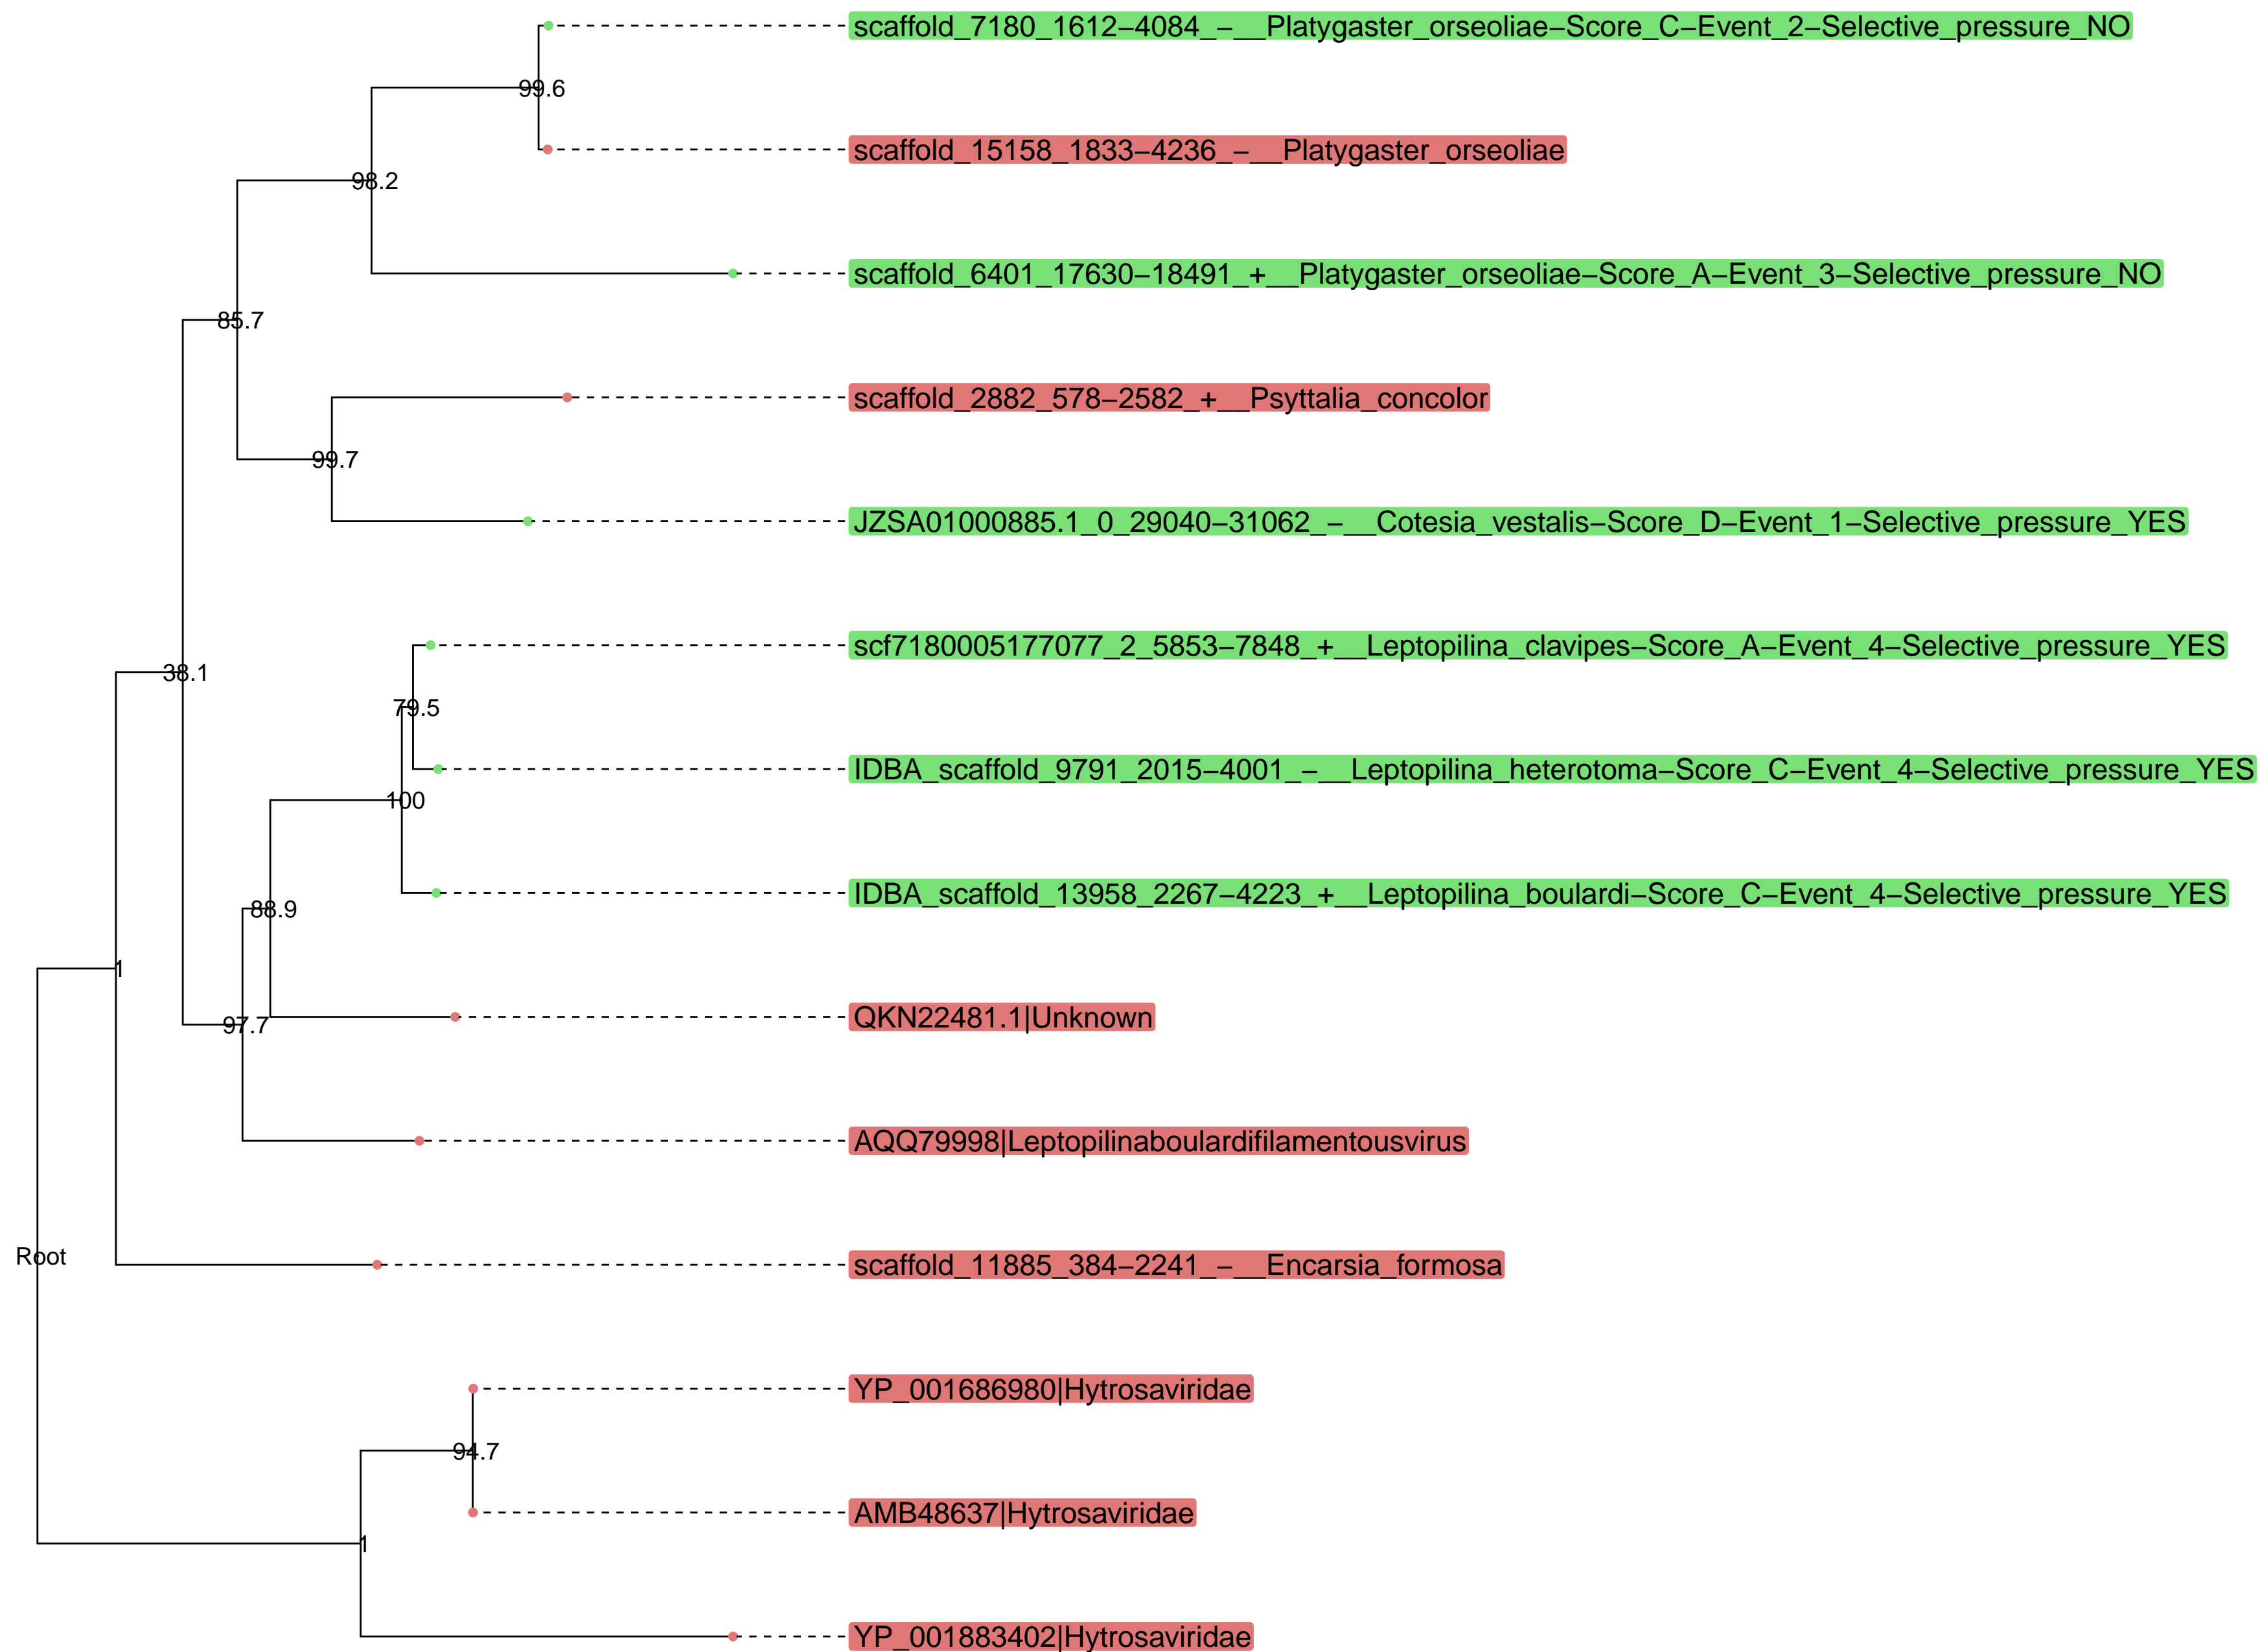 scaffold_7180_1612−4084_−__Platygaster_orseoliae−Score_C−Event_2−Selective_pressure_NO
99.6
scaffold_15158_1833−4236_−__Platygaster_orseoliae
98.2
scaffold_6401_17630−18491_+__Platygaster_orseoliae−Score_A−Event_3−Selective_pressure_NO
85.7
scaffold_2882_578−2582_+__Psyttalia_concolor
99.7
JZSA01000885.1_0_29040−31062_−__Cotesia_vestalis−Score_D−Event_1−Selective_pressure_YES
scf7180005177077_2_5853−7848_+__Leptopilina_clavipes−Score_A−Event_4−Selective_pressure_YES
38.1
79.5
IDBA_scaffold_9791_2015−4001_−__Leptopilina_heterotoma−Score_C−Event_4−Selective_pressure_YES
100
IDBA_scaffold_13958_2267−4223_+__Leptopilina_boulardi−Score_C−Event_4−Selective_pressure_YES
88.9
1
QKN22481.1|Unknown
97.7
AQQ79998|Leptopilinaboulardifilamentousvirus
Root
scaffold_11885_384−2241_−__Encarsia_formosa
YP_001686980|Hytrosaviridae
94.7
AMB48637|Hytrosaviridae
1
YP_001883402|Hytrosaviridae